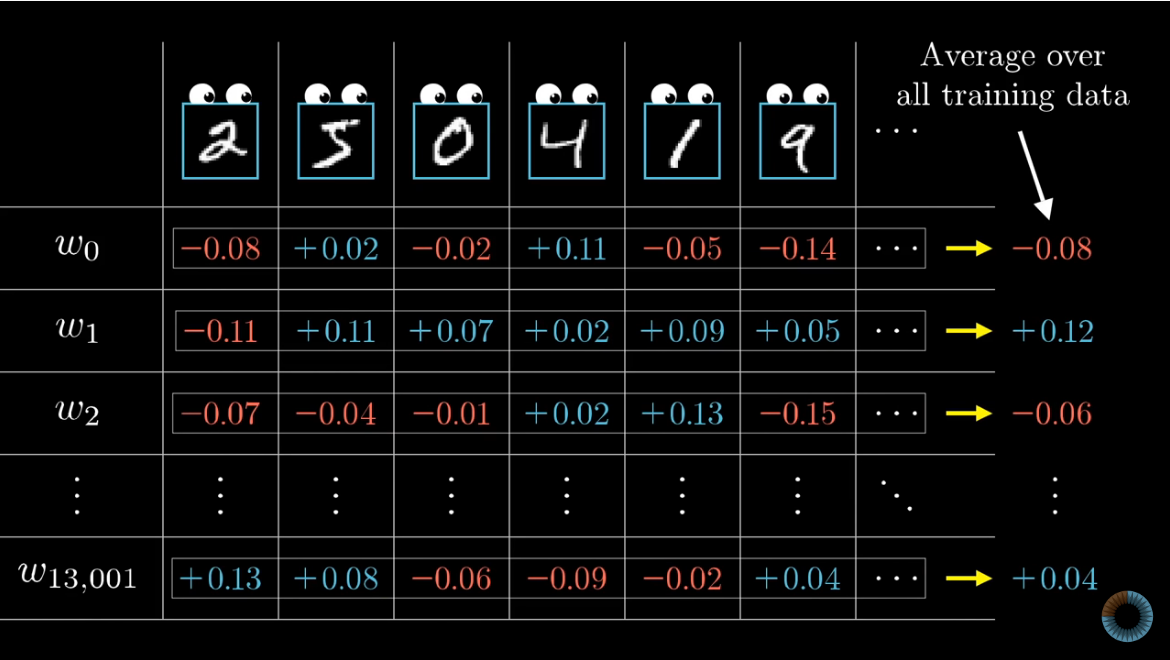 Average over
all training data
2 5 0 4 1 9 ···
w₀ −0.08 +0.02 −0.02 +0.11 −0.05 −0.14 ··· → −0.08
w₁ −0.11 +0.11 +0.07 +0.02 +0.09 +0.05 ··· → +0.12
w₂ −0.07 −0.04 −0.01 +0.02 +0.13 −0.15 ··· → −0.06
⋮ ⋮ ⋮ ⋮ ⋮ ⋮ ⋮ ⋱ ⋮
w₁₃,₀₀₁ +0.13 +0.08 −0.06 −0.09 −0.02 +0.04 ··· → +0.04